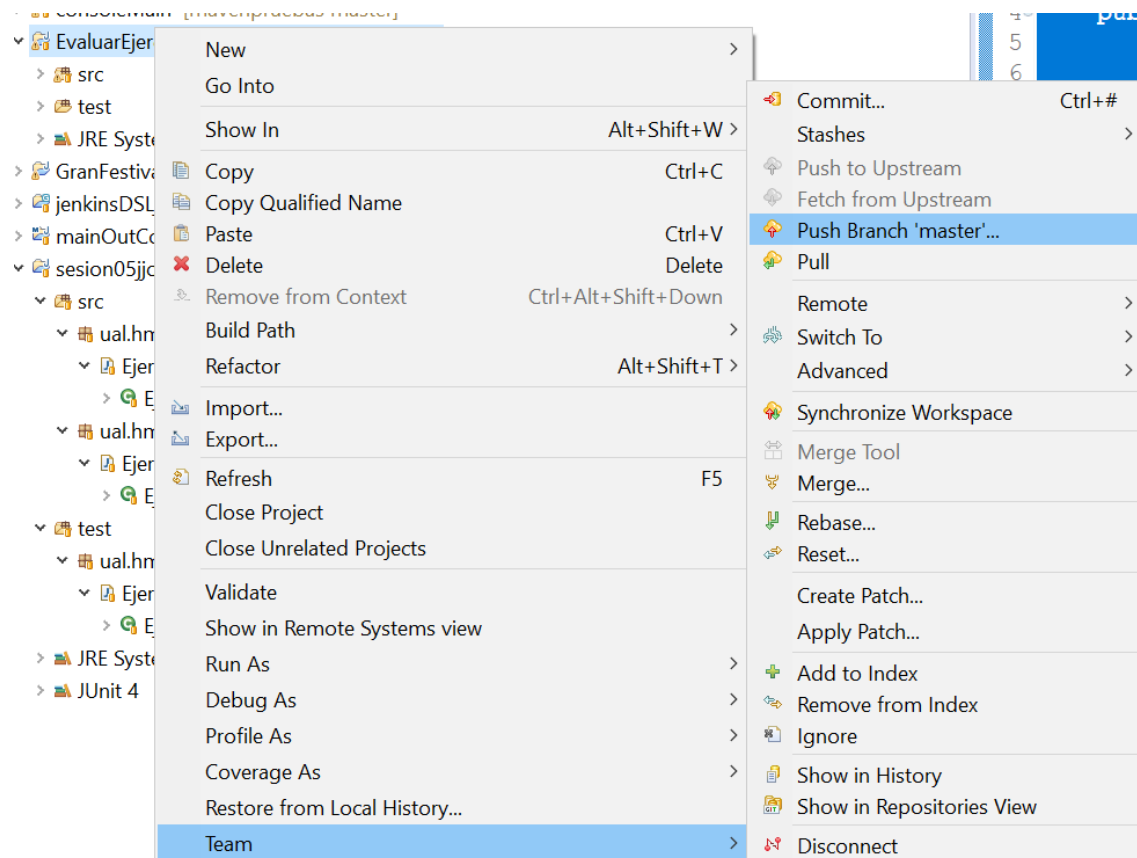 consoleMain [mavenpruebas master]
EvaluarEjer
src
test
JRE Syste
GranFestiva
jenkinsDSL
mainOutCo
sesion05jjc
src
ual.hm
Ejer
E
ual.hm
Ejer
E
test
ual.hm
Ejer
E
JRE Syste
JUnit 4
New
Go Into
Show In Alt+Shift+W
Copy Ctrl+C
Copy Qualified Name
Paste Ctrl+V
Delete Delete
Remove from Context Ctrl+Alt+Shift+Down
Build Path
Refactor Alt+Shift+T
Import...
Export...
Refresh F5
Close Project
Close Unrelated Projects
Validate
Show in Remote Systems view
Run As
Debug As
Profile As
Coverage As
Restore from Local History...
Team
Commit... Ctrl+#
Stashes
Push to Upstream
Fetch from Upstream
Push Branch 'master'...
Pull
Remote
Switch To
Advanced
Synchronize Workspace
Merge Tool
Merge...
Rebase...
Reset...
Create Patch...
Apply Patch...
Add to Index
Remove from Index
Ignore
Show in History
Show in Repositories View
Disconnect
4 pub
5
6